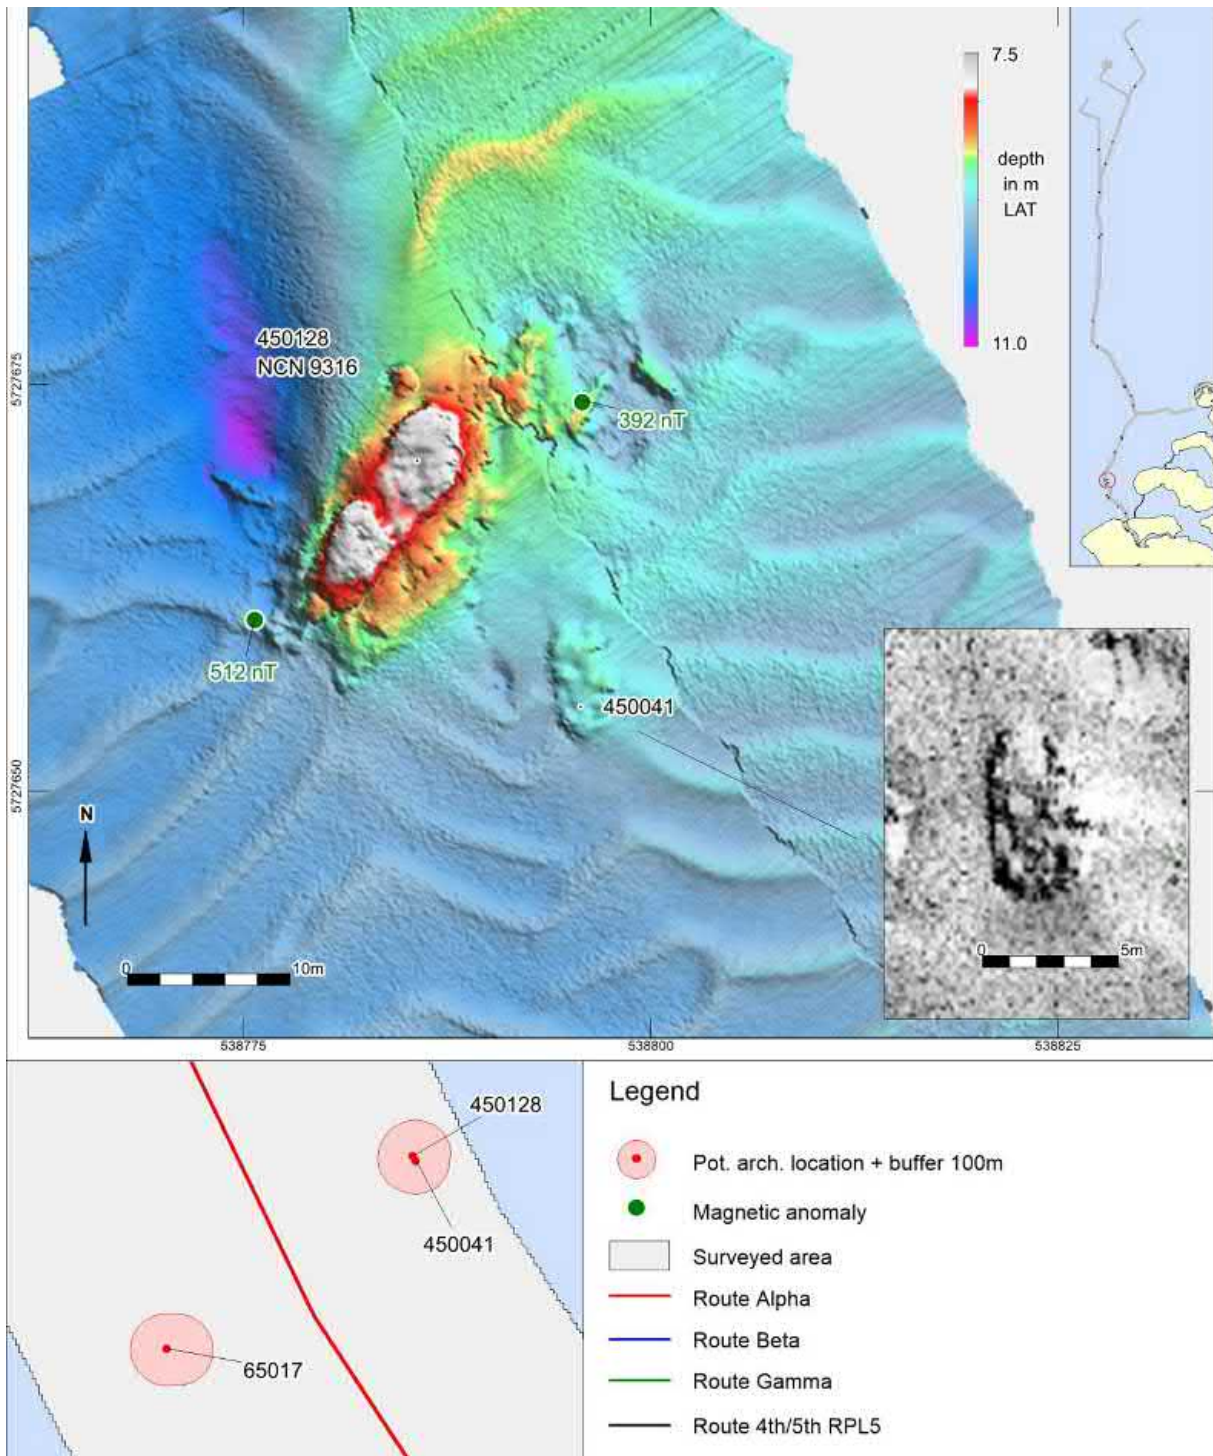 7.5
depth
in m
LAT
11.0
450128
NCN 9316
5727675
392 nT
512 nT
450041
5727650
N
0 10m
0 5m
538775 538800 538825
450128
450041
65017
Legend
Pot. arch. location + buffer 100m
Magnetic anomaly
Surveyed area
Route Alpha
Route Beta
Route Gamma
Route 4th/5th RPL5